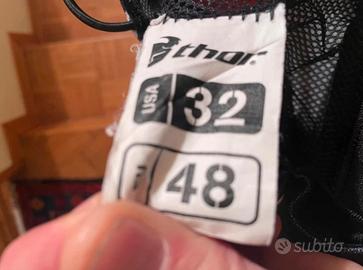 thor
USA 32
48
subito